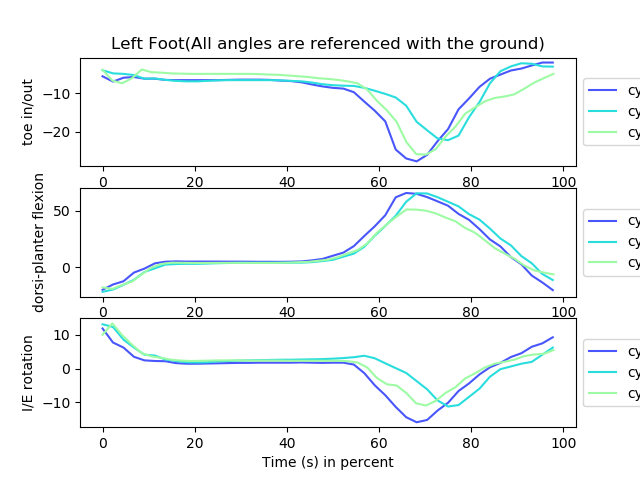 Left Foot(All angles are referenced with the ground)
toe in/out
−10
−20
0 20 40 60 80 100
cy
cy
cy
dorsi-planter flexion
50
0
0 20 40 60 80 100
cy
cy
cy
I/E rotation
10
0
−10
0 20 40 60 80 100
cy
cy
cy
Time (s) in percent